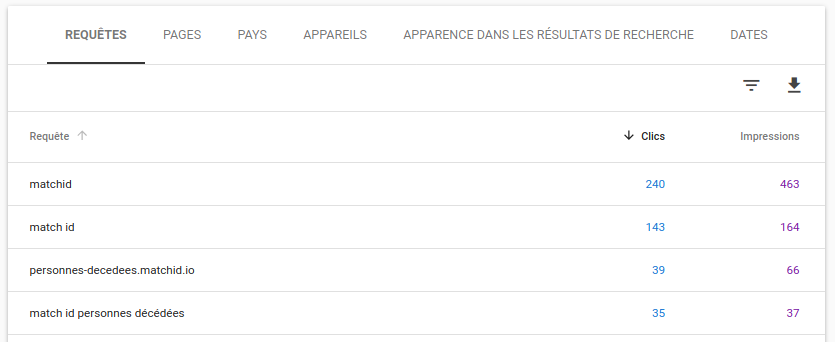 REQUÊTES PAGES PAYS APPAREILS APPARENCE DANS LES RÉSULTATS DE RECHERCHE DATES
Requête Clics Impressions
matchid 240 463
match id 143 164
personnes-decedees.matchid.io 39 66
match id personnes décédées 35 37